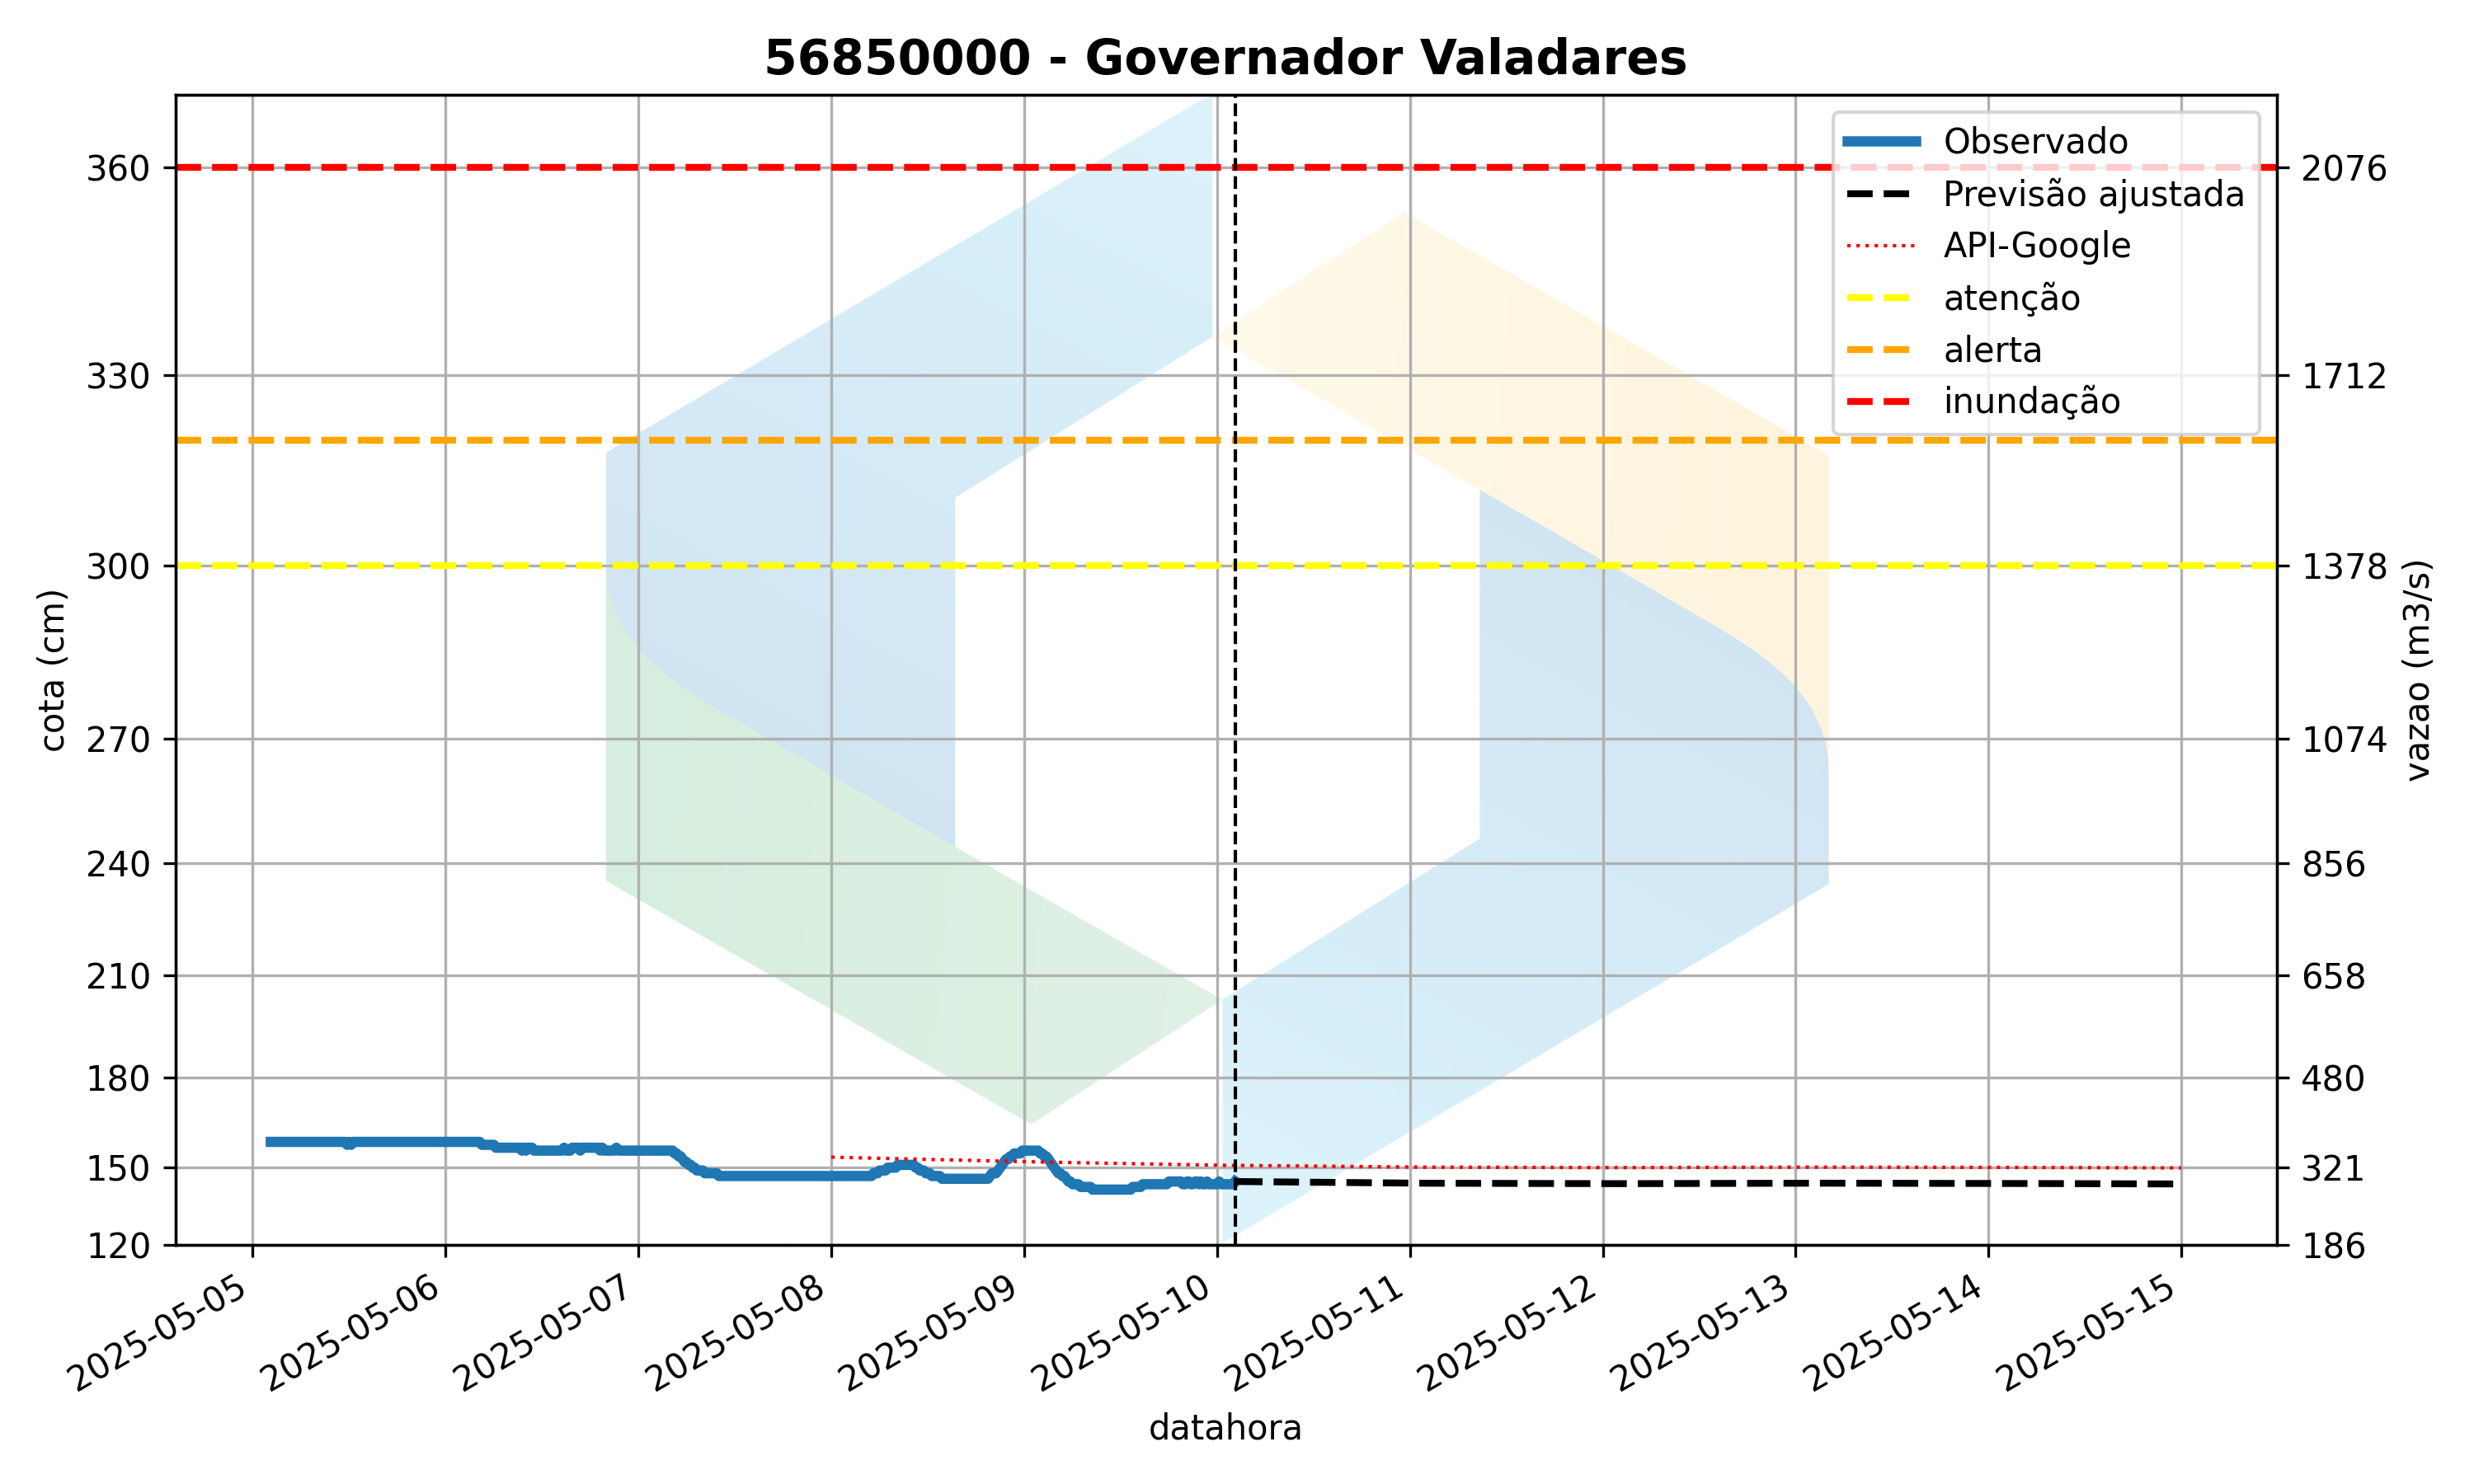 56850000 - Governador Valadares
Observado
Previsão ajustada
API-Google
atenção
alerta
inundação
360
330
300
270
240
210
180
150
120
cota (cm)
2076
1712
1378
1074
856
658
480
321
186
vazao (m3/s)
2025-05-05
2025-05-06
2025-05-07
2025-05-08
2025-05-09
2025-05-10
2025-05-11
2025-05-12
2025-05-13
2025-05-14
2025-05-15
datahora